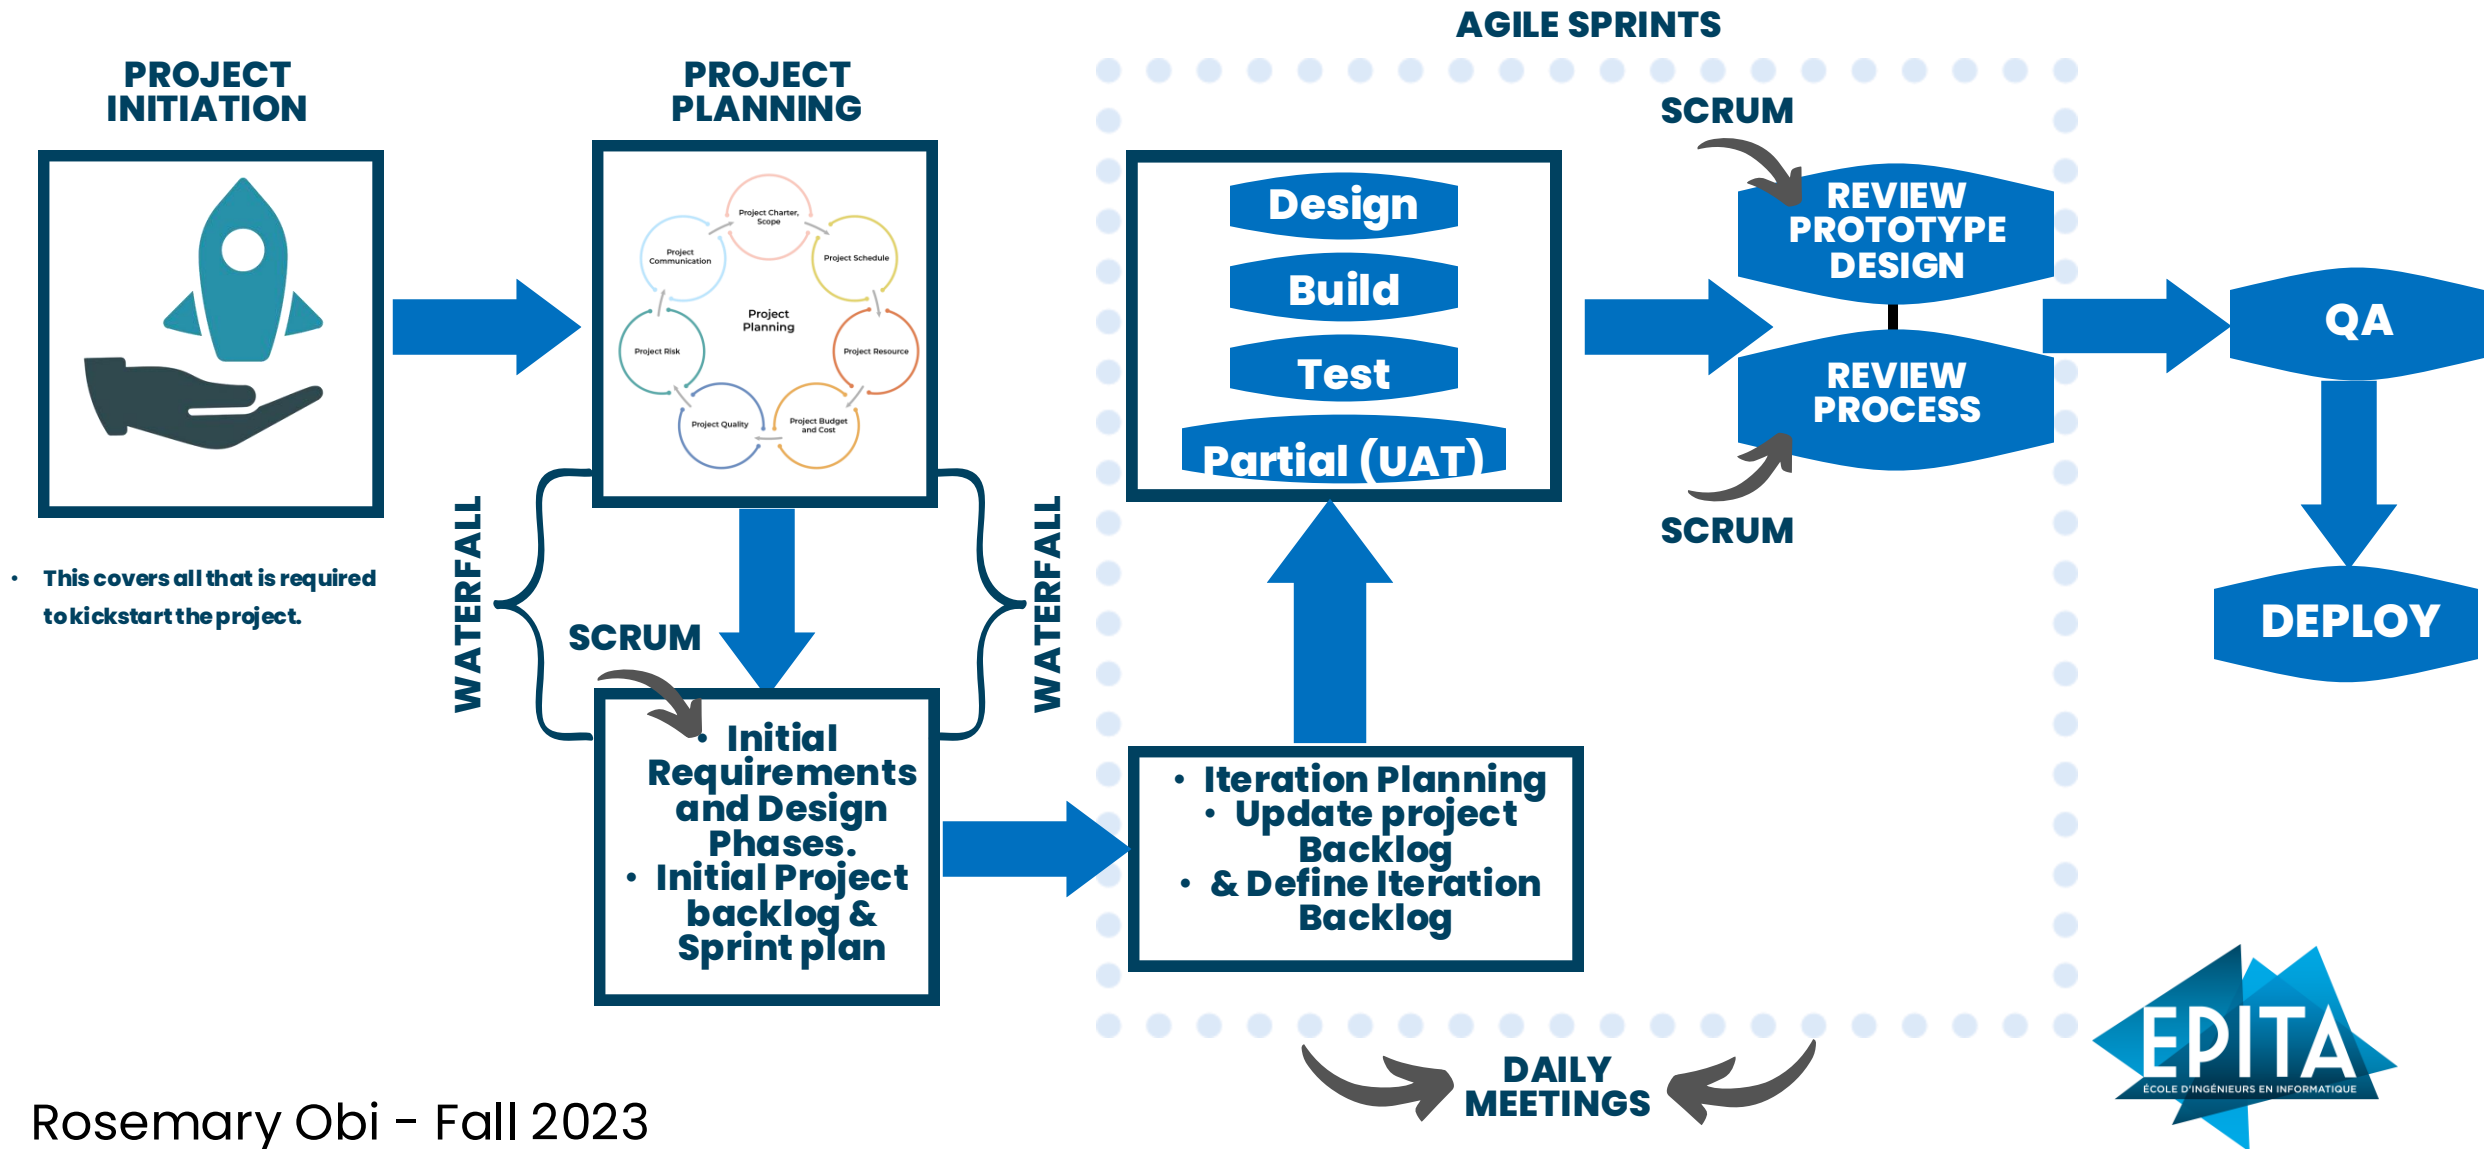 AGILE SPRINTS
PROJECT
INITIATION
PROJECT
PLANNING
Project Charter,
Scope
Project Schedule
Project Resource
Project Budget
and Cost
Project Quality
Project Risk
Project
Communication
Project
Planning
• This covers all that is required
to kickstart the project.
WATERFALL
WATERFALL
SCRUM
• Initial
Requirements
and Design
Phases.
• Initial Project
backlog &
Sprint plan
• Iteration Planning
• Update project
Backlog
• & Define Iteration
Backlog
Design
Build
Test
Partial (UAT)
SCRUM
REVIEW
PROTOTYPE
DESIGN
REVIEW
PROCESS
SCRUM
QA
DEPLOY
DAILY
MEETINGS
EPITA
ÉCOLE D'INGÉNIEURS EN INFORMATIQUE
Rosemary Obi - Fall 2023